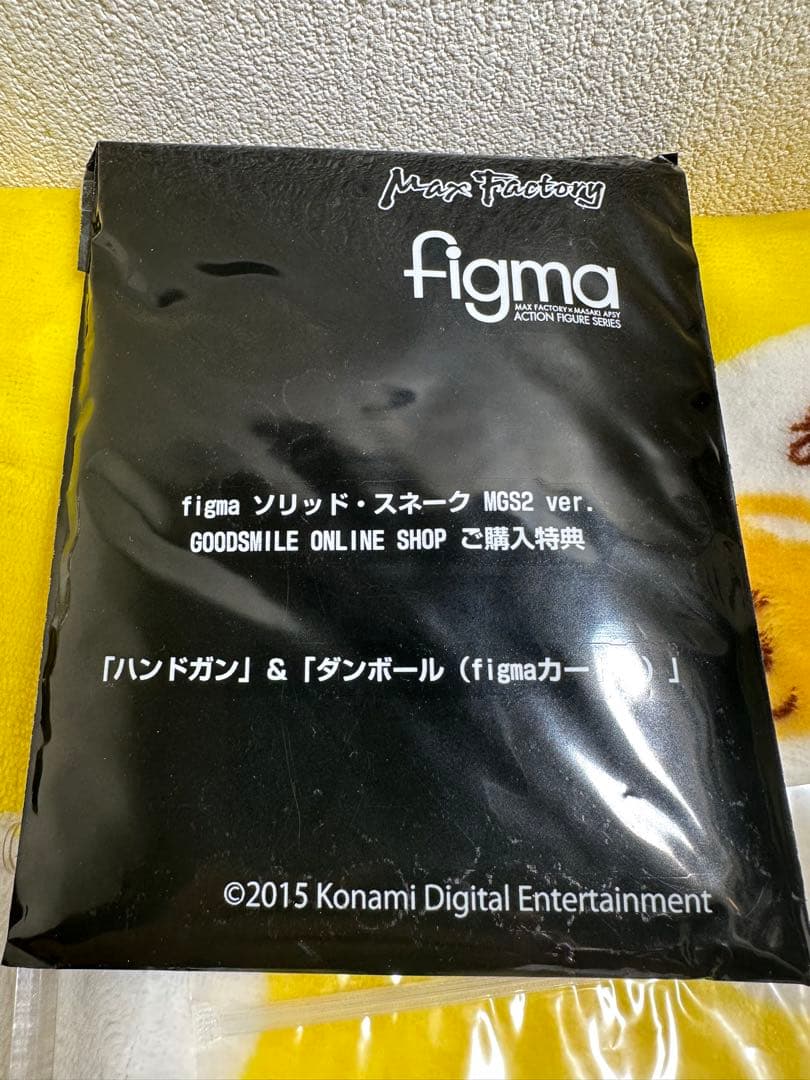 Max Factory
figma
MAX FACTORY×MASAKI APSY
ACTION FIGURE SERIES
figma ソリッド・スネーク MGS2 ver.
GOODSMILE ONLINE SHOP ご購入特典
「ハンドガン」&「ダンボール（figmaカー ）」
©2015 Konami Digital Entertainment